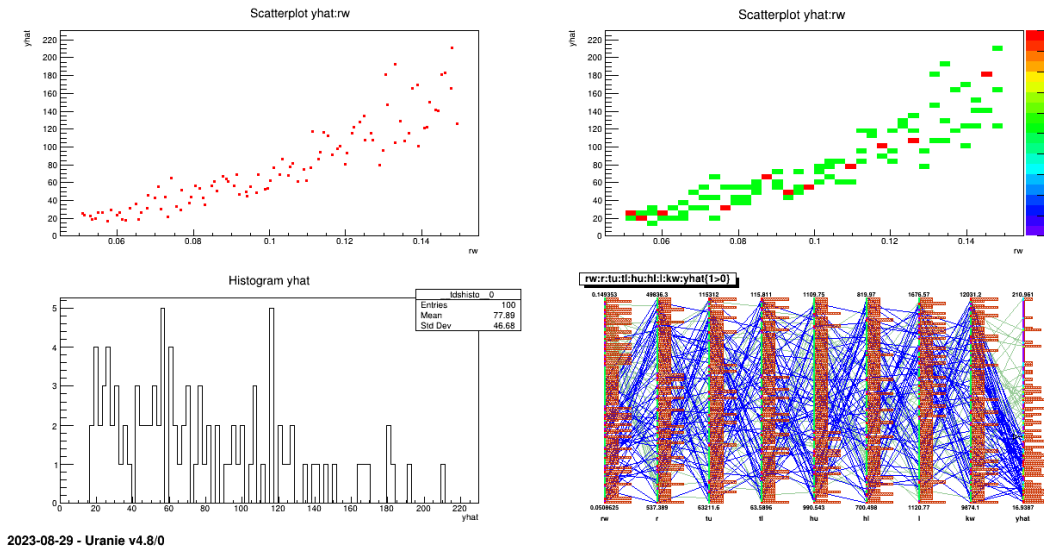 Scatterplot yhat:rw
yhat
220
200
180
160
140
120
100
80
60
40
20
0
0.06 0.08 0.1 0.12 0.14
rw
Scatterplot yhat:rw
yhat
220
200
180
160
140
120
100
80
60
40
20
0
0.06 0.08 0.1 0.12 0.14
rw
Histogram yhat
__tdshisto__0
Entries 100
Mean 77.89
Std Dev 46.68
5
4
3
2
1
0
0 20 40 60 80 100 120 140 160 180 200 220
yhat
rw:r:tu:tl:hu:hl:l:kw:yhat{1>0}
0.149353 49836.3 115312 115.811 1109.75 819.97 1676.57 12031.2 210.961
0.0508625 537.389 63211.6 63.5896 990.543 700.498 1120.77 9874.1 16.9387
rw r tu tl hu hl l kw yhat
2023-08-29 - Uranie v4.8/0